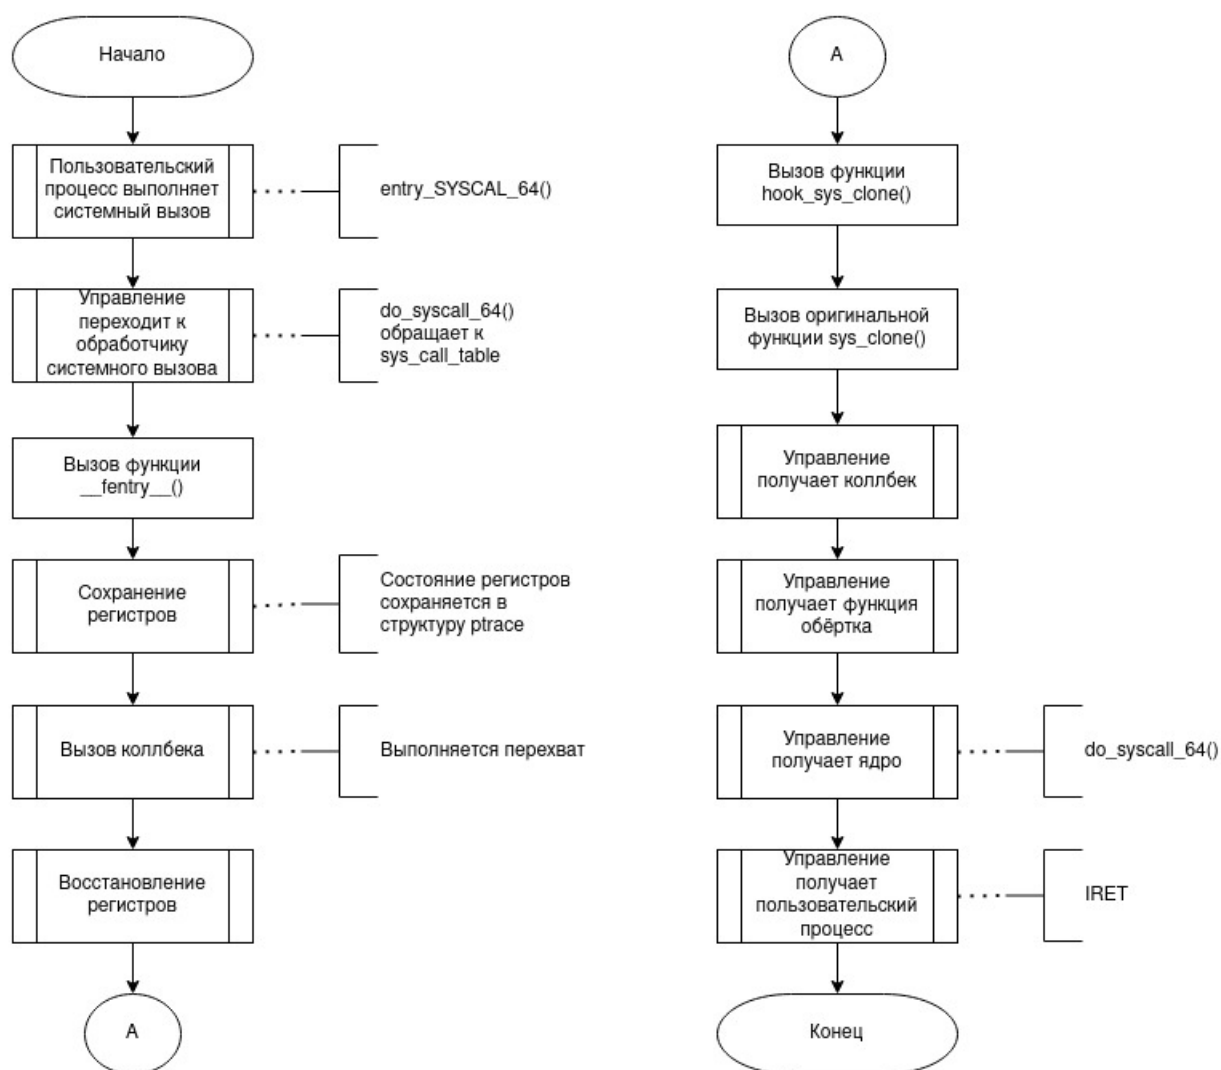 Начало
Пользовательский
процесс выполняет
системный вызов
entry_SYSCAL_64()
Управление
переходит к
обработчику
системного вызова
do_syscall_64()
обращает к
sys_call_table
Вызов функции
__fentry__()
Сохранение
регистров
Состояние регистров
сохраняется в
структуру ptrace
Вызов коллбека
Выполняется перехват
Восстановление
регистров
А
А
Вызов функции
hook_sys_clone()
Вызов оригинальной
функции sys_clone()
Управление
получает коллбек
Управление
получает функция
обёртка
Управление
получает ядро
do_syscall_64()
Управление
получает
пользовательский
процесс
IRET
Конец